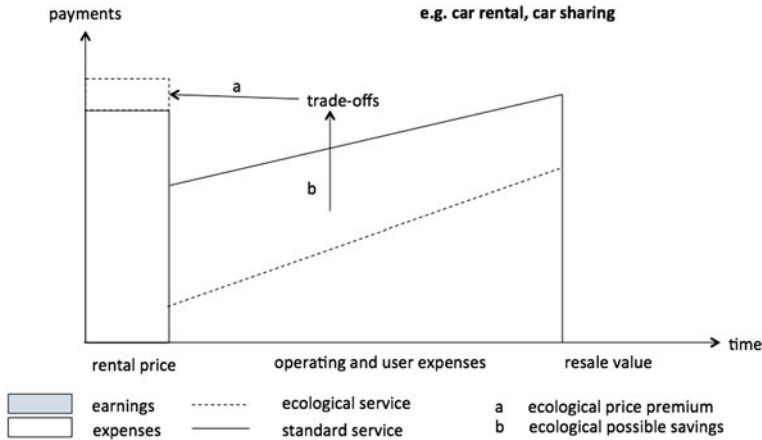 payments
e.g. car rental, car sharing
a
trade-offs
b
time
rental price
operating and user expenses
resale value
earnings
ecological service
a ecological price premium
expenses
standard service
b ecological possible savings